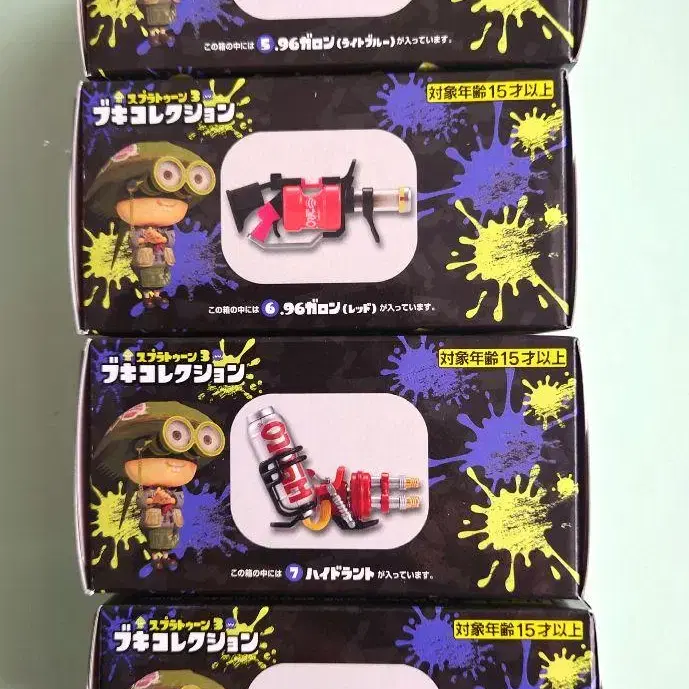 この箱の中には 5 .96ガロン(ライトブルー)が入っています。
スプラトゥーン3
ブキコレクション
対象年齢15才以上
この箱の中には 6 .96ガロン(レッド)が入っています。
スプラトゥーン3
ブキコレクション
対象年齢15才以上
この箱の中には 7 ハイドラントが入っています。
スプラトゥーン3
ブキコレクション
対象年齢15才以上